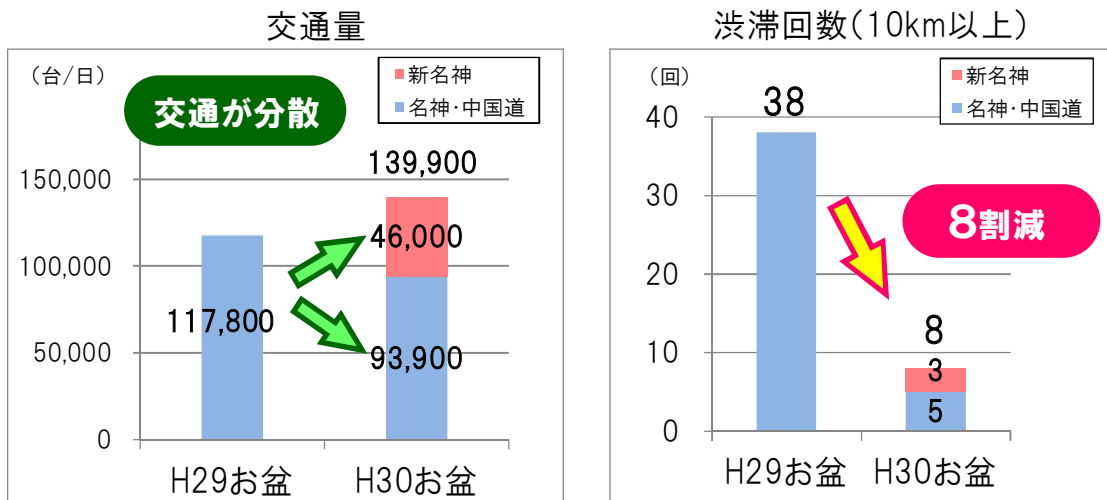 交通量
(台/日)
交通が分散
新名神
名神・中国道
139,900
150,000
46,000
100,000
117,800
50,000
93,900
0
H29お盆
H30お盆
渋滞回数(10km以上)
(回)
新名神
名神・中国道
38
40
30
8割減
20
8
10
3
5
0
H29お盆
H30お盆